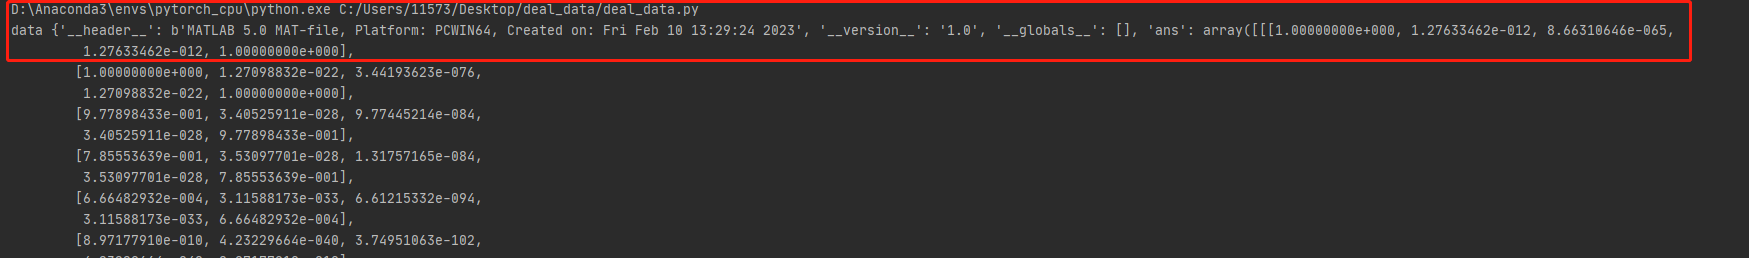 D:\Anaconda3\envs\pytorch_cpu\python.exe C:/Users/11573/Desktop/deal_data/deal_data.py
data {'__header__': b'MATLAB 5.0 MAT-file, Platform: PCWIN64, Created on: Fri Feb 10 13:29:24 2023', '__version__': '1.0', '__globals__': [], 'ans': array([[[1.00000000e+000, 1.27633462e-012, 8.66310646e-065,
1.27633462e-012, 1.00000000e+000],
[1.00000000e+000, 1.27098832e-022, 3.44193623e-076,
1.27098832e-022, 1.00000000e+000],
[9.77898433e-001, 3.40525911e-028, 9.77445214e-084,
3.40525911e-028, 9.77898433e-001],
[7.85553639e-001, 3.53097701e-028, 1.31757165e-084,
3.53097701e-028, 7.85553639e-001],
[6.66482932e-004, 3.11588173e-033, 6.61215332e-094,
3.11588173e-033, 6.66482932e-004],
[8.97177910e-010, 4.23229664e-040, 3.74951063e-102,